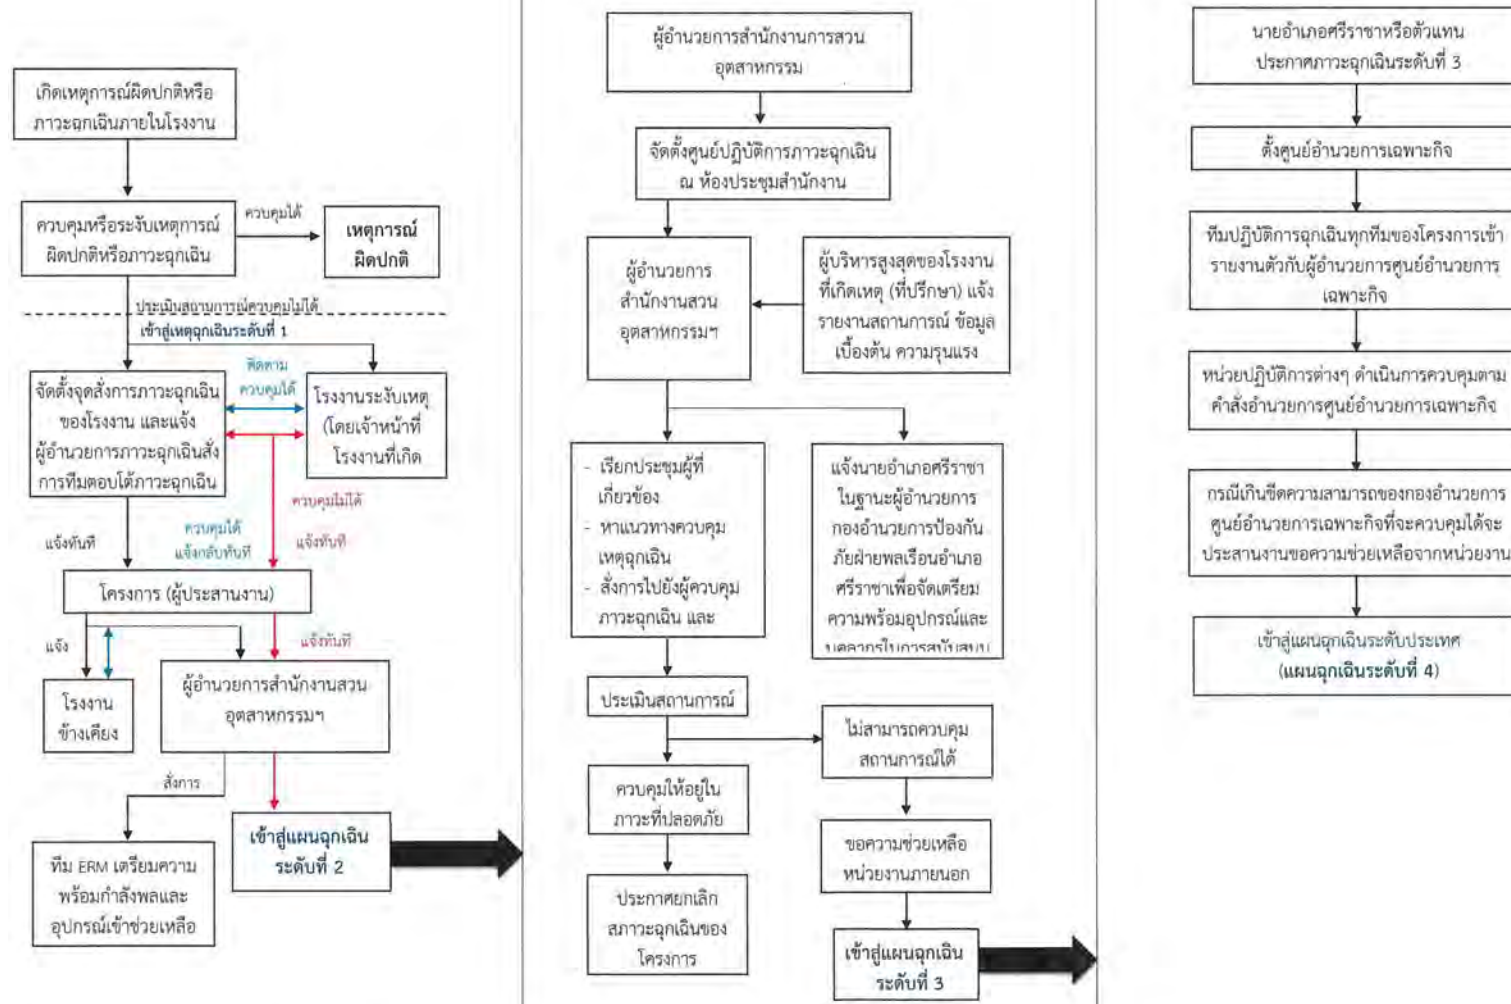 เกิดเหตุการณ์ผิดปกติหรือ
ภาวะฉุกเฉินภายในโรงงาน
ควบคุมหรือระงับเหตุการณ์
ผิดปกติหรือภาวะฉุกเฉิน
ควบคุมได้
เหตุการณ์
ผิดปกติ
ประเมินสถานการณ์ควบคุมไม่ได้
เข้าสู่เหตุฉุกเฉินระดับที่ 1
จัดตั้งจุดสั่งการภาวะฉุกเฉิน
ของโรงงาน และแจ้ง
ผู้อำนวยการภาวะฉุกเฉินสั่ง
การทีมตอบโต้ภาวะฉุกเฉิน
ติดตาม
ควบคุมได้
โรงงานระงับเหตุ
(โดยเจ้าหน้าที่
โรงงานที่เกิด
ควบคุมไม่ได้
แจ้งทันที
ควบคุมได้
แจ้งกลับทันที
แจ้งทันที
โครงการ (ผู้ประสานงาน)
แจ้ง
แจ้งทันที
โรงงาน
ข้างเคียง
ผู้อำนวยการสำนักงานสวน
อุตสาหกรรมฯ
สั่งการ
ทีม ERM เตรียมความ
พร้อมกำลังพลและ
อุปกรณ์เข้าช่วยเหลือ
เข้าสู่แผนฉุกเฉิน
ระดับที่ 2
ผู้อำนวยการสำนักงานการสวน
อุตสาหกรรม
จัดตั้งศูนย์ปฏิบัติการภาวะฉุกเฉิน
ณ ห้องประชุมสำนักงาน
ผู้อำนวยการ
สำนักงานสวน
อุตสาหกรรมฯ
ผู้บริหารสูงสุดของโรงงาน
ที่เกิดเหตุ (ที่ปรึกษา) แจ้ง
รายงานสถานการณ์ ข้อมูล
เบื้องต้น ความรุนแรง
- เรียกประชุมผู้ที่
เกี่ยวข้อง
- หาแนวทางควบคุม
เหตุฉุกเฉิน
- สั่งการไปยังผู้ควบคุม
ภาวะฉุกเฉิน และ
แจ้งนายอำเภอศรีราชา
ในฐานะผู้อำนวยการ
กองอำนวยการป้องกัน
ภัยฝ่ายพลเรือนอำเภอ
ศรีราชาเพื่อจัดเตรียม
ความพร้อมอุปกรณ์และ
บุคลากรในการสนับสนุน
ประเมินสถานการณ์
ไม่สามารถควบคุม
สถานการณ์ได้
ควบคุมให้อยู่ใน
ภาวะที่ปลอดภัย
ขอความช่วยเหลือ
หน่วยงานภายนอก
ประกาศยกเลิก
สภาวะฉุกเฉินของ
โครงการ
เข้าสู่แผนฉุกเฉิน
ระดับที่ 3
นายอำเภอศรีราชาหรือตัวแทน
ประกาศภาวะฉุกเฉินระดับที่ 3
ตั้งศูนย์อำนวยการเฉพาะกิจ
ทีมปฏิบัติการฉุกเฉินทุกทีมของโครงการเข้า
รายงานตัวกับผู้อำนวยการศูนย์อำนวยการ
เฉพาะกิจ
หน่วยปฏิบัติการต่างๆ ดำเนินการควบคุมตาม
คำสั่งอำนวยการศูนย์อำนวยการเฉพาะกิจ
กรณีเกินขีดความสามารถของกองอำนวยการ
ศูนย์อำนวยการเฉพาะกิจที่จะควบคุมได้จะ
ประสานงานขอความช่วยเหลือจากหน่วยงาน
เข้าสู่แผนฉุกเฉินระดับประเทศ
(แผนฉุกเฉินระดับที่ 4)